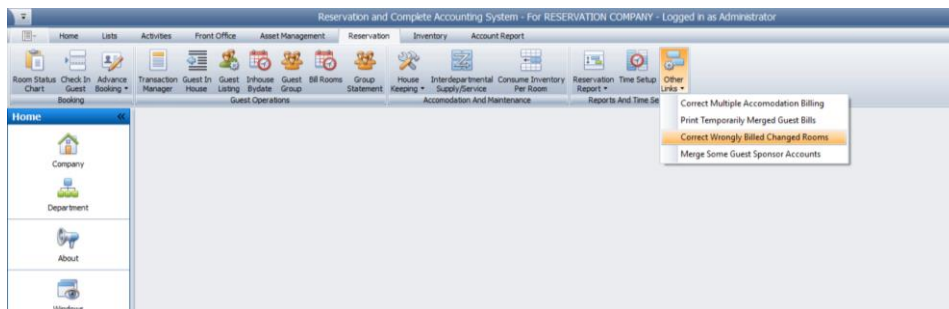 Reservation and Complete Accounting System - For RESERVATION COMPANY - Logged in as Administrator
Home Lists Activities Front Office Asset Management Reservation Inventory Account Report
Room Status Check In Advance Transaction Guest In Guest Inhouse Guest Bill Rooms Group House Interdepartmental Consume Inventory Reservation Time Setup Other
Chart Guest Booking Manager House Listing Bydate Group Statement Keeping Supply/Service Per Room Report Links
Booking Guest Operations Accomodation And Maintenance Reports And Time Se
Correct Multiple Accomodation Billing
Print Temporarily Merged Guest Bills
Correct Wrongly Billed Changed Rooms
Merge Some Guest Sponsor Accounts
Home
Company
Department
About
Windows